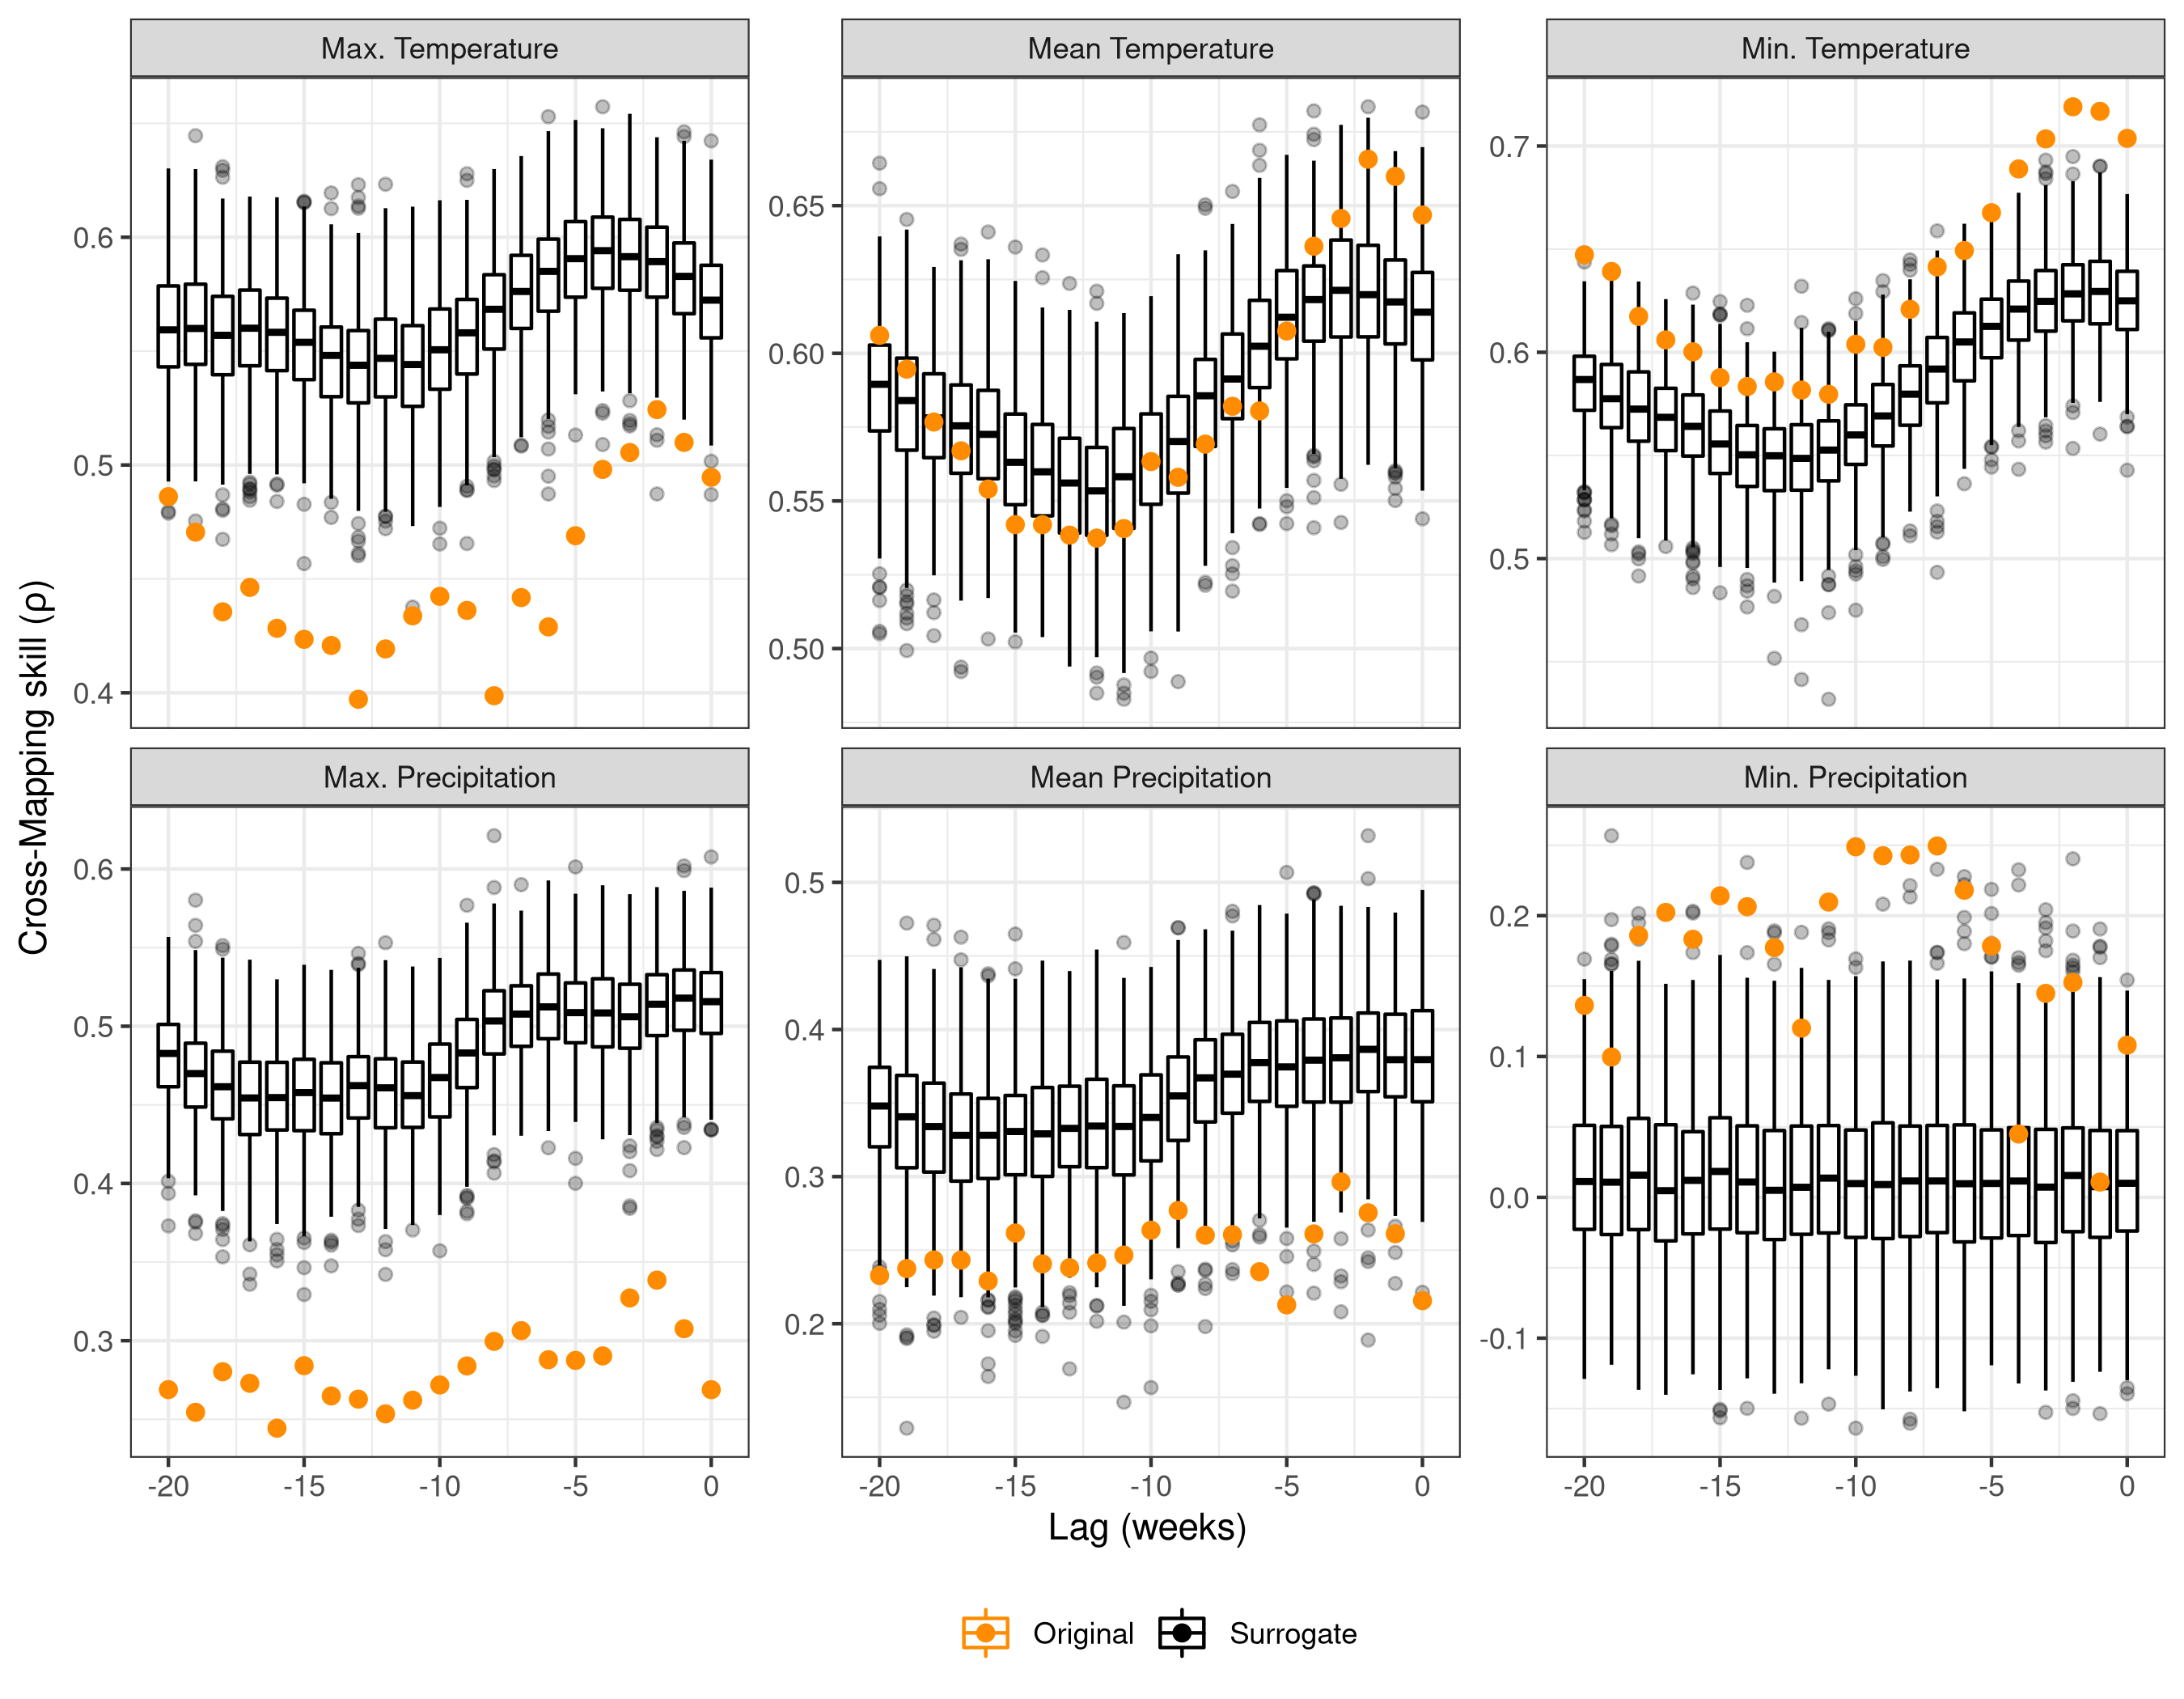 Max. Temperature
Mean Temperature
Min. Temperature
0.6
0.5
0.4
0.65
0.60
0.55
0.50
0.7
0.6
0.5
Cross-Mapping skill (ρ)
Max. Precipitation
Mean Precipitation
Min. Precipitation
0.6
0.5
0.4
0.3
0.5
0.4
0.3
0.2
0.2
0.1
0.0
-0.1
-20 -15 -10 -5 0
-20 -15 -10 -5 0
-20 -15 -10 -5 0
Lag (weeks)
Original Surrogate